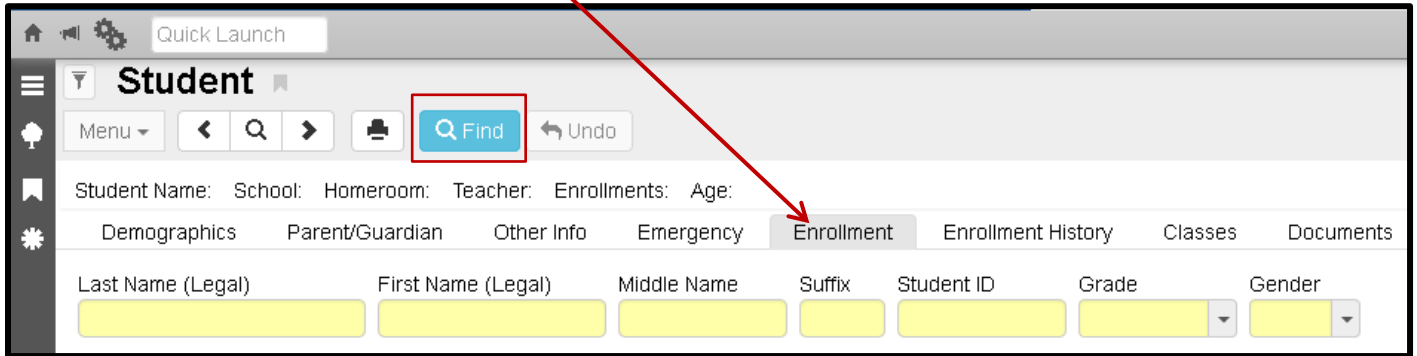 Quick Launch
Student
Menu Find Undo
Student Name: School: Homeroom: Teacher: Enrollments: Age:
Demographics Parent/Guardian Other Info Emergency Enrollment Enrollment History Classes Documents
Last Name (Legal) First Name (Legal) Middle Name Suffix Student ID Grade Gender